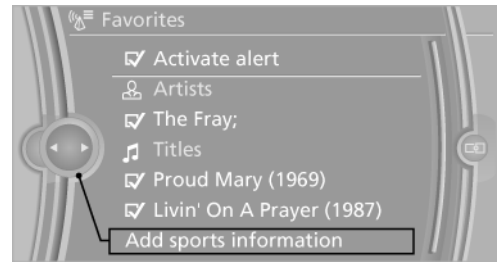 Favorites
Activate alert
Artists
The Fray;
Titles
Proud Mary (1969)
Livin' On A Prayer (1987)
Add sports information